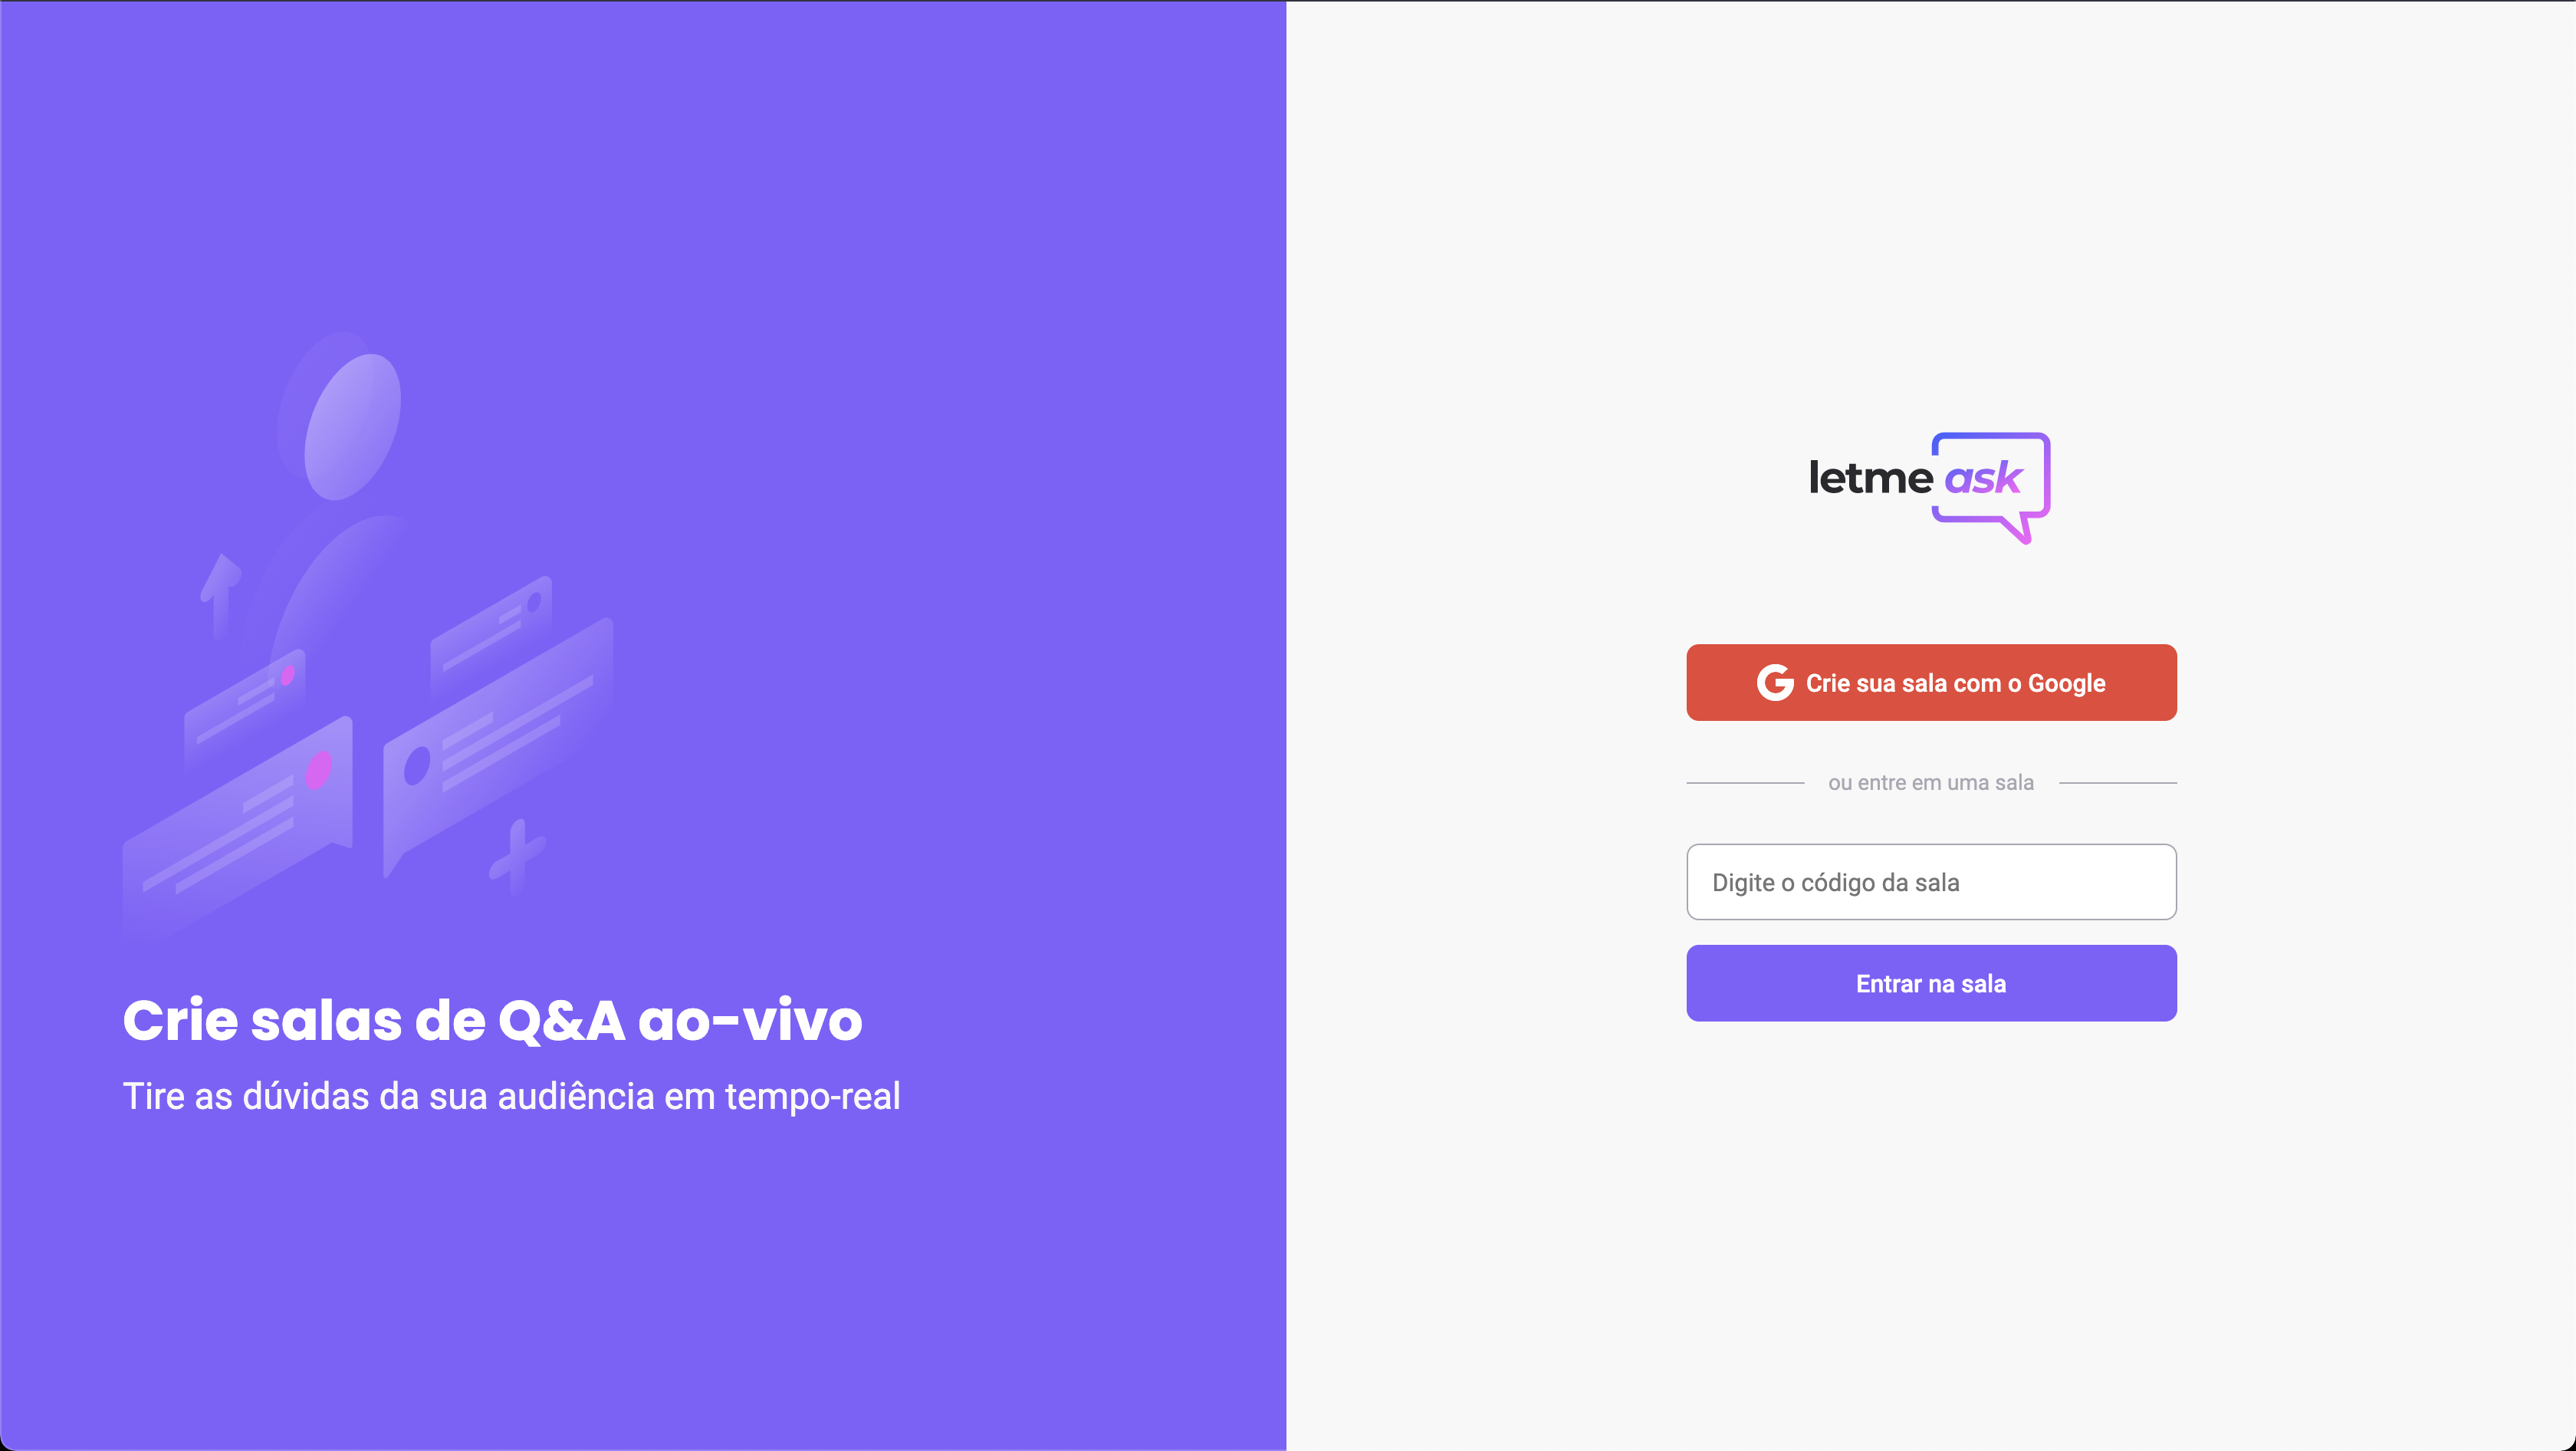 Crie salas de Q&A ao-vivo
Tire as dúvidas da sua audiência em tempo-real
letme ask
Crie sua sala com o Google
ou entre em uma sala
Digite o código da sala
Entrar na sala